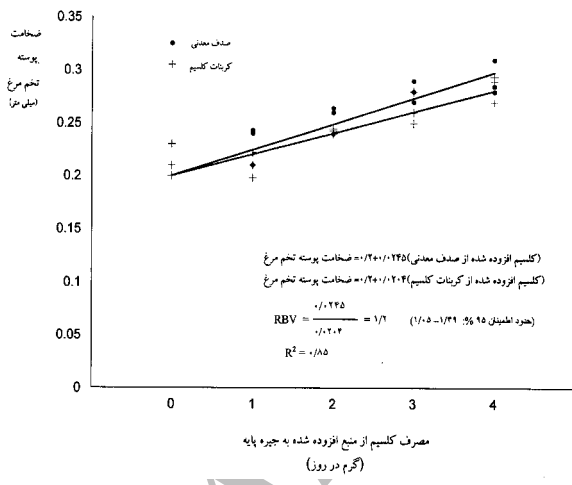 ضخامت
پوسته
تخم مرغ
(میلی متر)
0.35
0.3
0.25
0.2
0.15
0.1
0.05
0
صدف معدنی
کربنات کلسیم
(کلسیم افزوده شده از صدف معدنی)۰/۰۲۴۵+۰/۲= ضخامت پوسته تخم مرغ
(کلسیم افزوده شده از کربنات کلسیم)۰/۰۲۰۴+۰/۲= ضخامت پوسته تخم مرغ
RBV = ۰/۰۲۴۵ / ۰/۰۲۰۴ = ۱/۲ (حدود اطمینان ۹۵ %: ۱/۳۹–۱/۰۵)
R² = ۰/۸۵
0 1 2 3 4
مصرف کلسیم از منبع افزوده شده به جیره پایه
(گرم در روز)